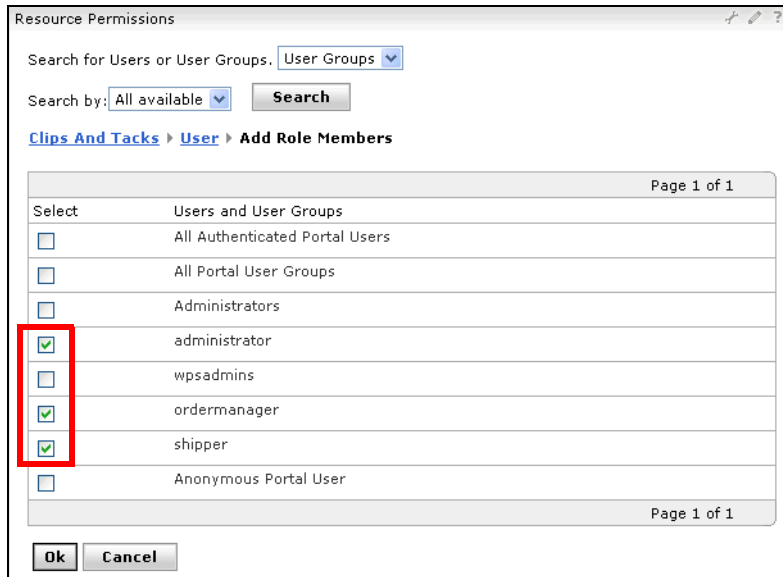 Resource Permissions ?
Search for Users or User Groups. User Groups
Search by: All available Search
Clips And Tacks User Add Role Members
Page 1 of 1
Select Users and User Groups
All Authenticated Portal Users
All Portal User Groups
Administrators
administrator
wpsadmins
ordermanager
shipper
Anonymous Portal User
Page 1 of 1
Ok Cancel